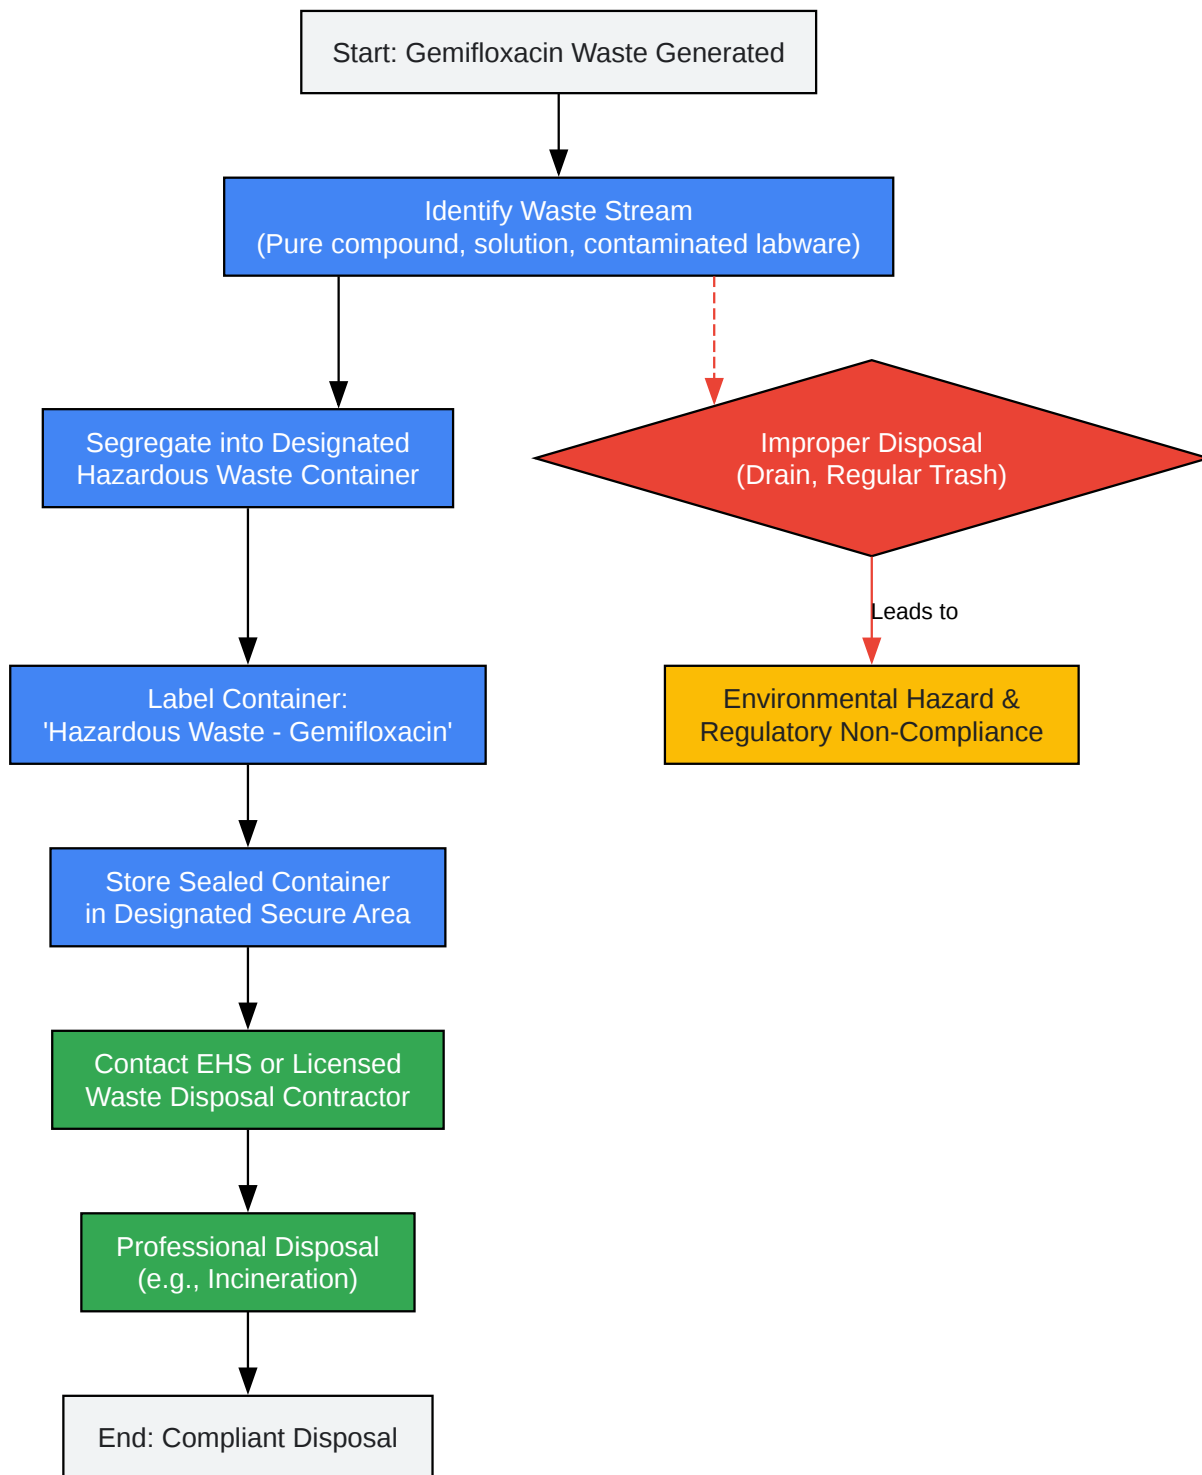 Start: Gemifloxacin Waste Generated
Identify Waste Stream
(Pure compound, solution, contaminated labware)
Segregate into Designated
Hazardous Waste Container
Improper Disposal
(Drain, Regular Trash)
Leads to
Label Container:
'Hazardous Waste - Gemifloxacin'
Environmental Hazard &
Regulatory Non-Compliance
Store Sealed Container
in Designated Secure Area
Contact EHS or Licensed
Waste Disposal Contractor
Professional Disposal
(e.g., Incineration)
End: Compliant Disposal